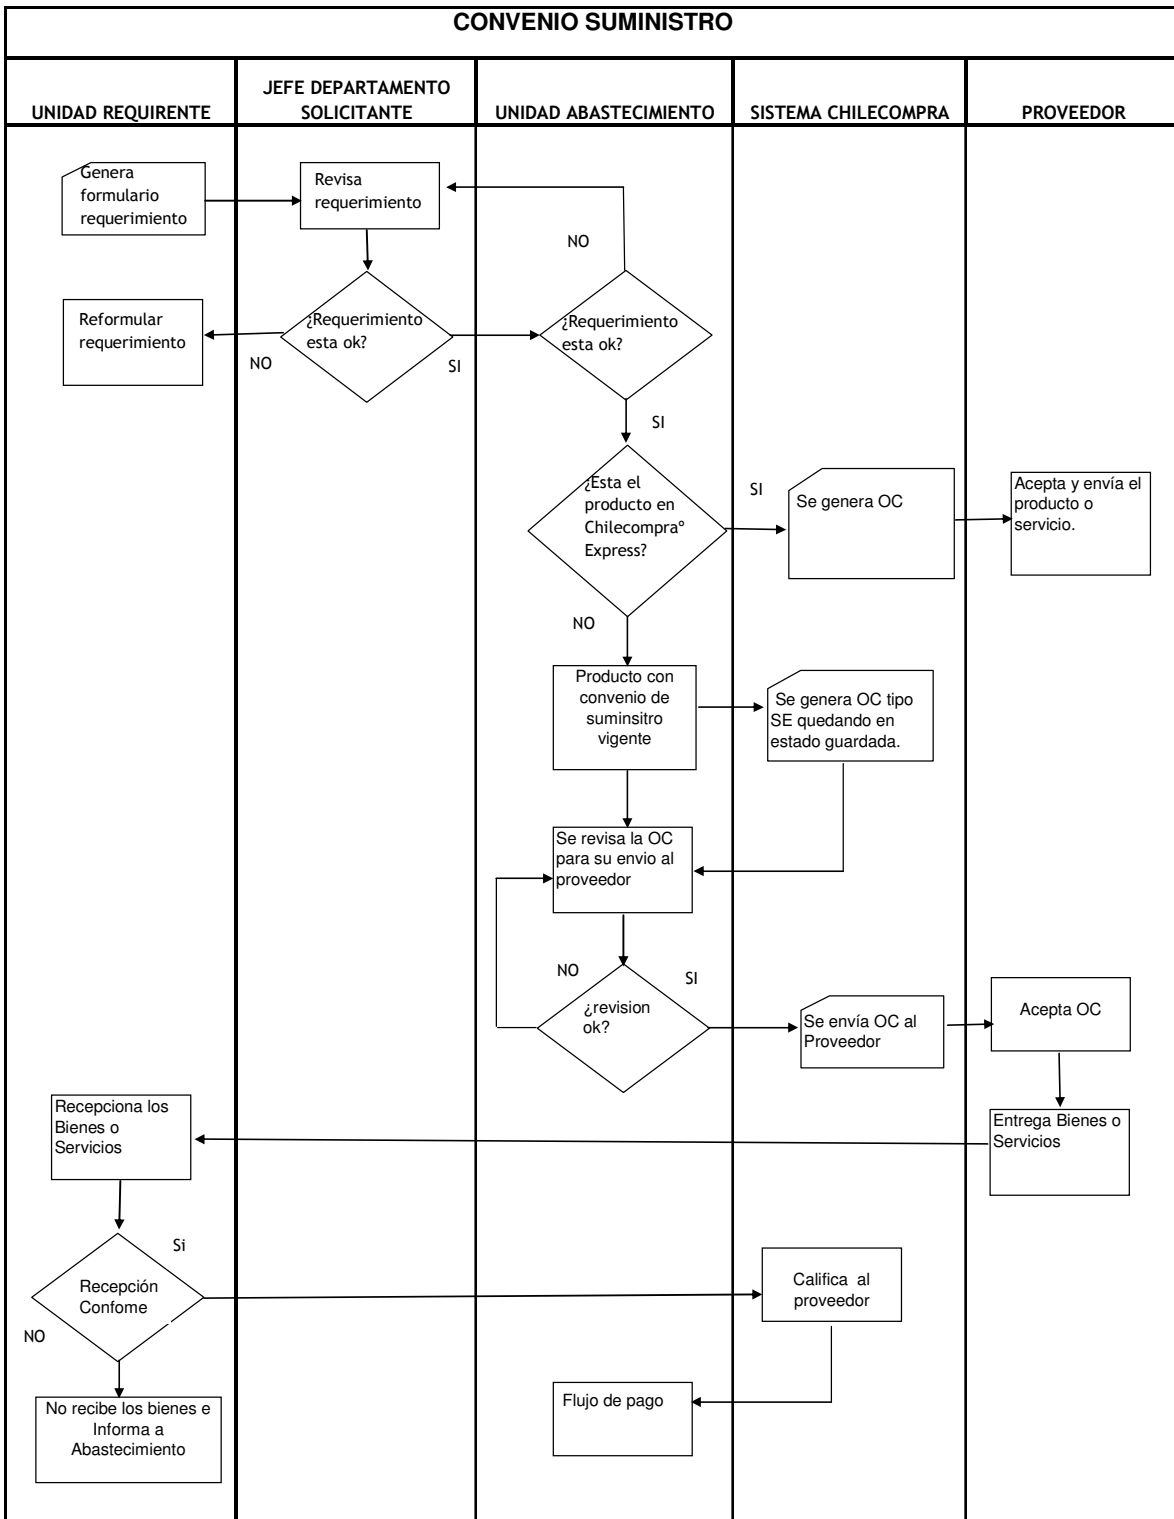 CONVENIO SUMINISTRO
UNIDAD REQUIRENTE
JEFE DEPARTAMENTO
SOLICITANTE
UNIDAD ABASTECIMIENTO
SISTEMA CHILECOMPRA
PROVEEDOR
Genera
formulario
requerimiento
Revisa
requerimiento
NO
Reformular
requerimiento
¿Requerimiento
esta ok?
¿Requerimiento
esta ok?
NO
SI
SI
¿Esta el
producto en
Chilecompraº
Express?
SI
Se genera OC
Acepta y envía el
producto o
servicio.
NO
Producto con
convenio de
suminsitro
vigente
Se genera OC tipo
SE quedando en
estado guardada.
Se revisa la OC
para su envio al
proveedor
NO
SI
¿revision
ok?
Se envía OC al
Proveedor
Acepta OC
Recepciona los
Bienes o
Servicios
Entrega Bienes o
Servicios
Si
Recepción
Confome
NO
Califica al
proveedor
No recibe los bienes e
Informa a
Abastecimiento
Flujo de pago